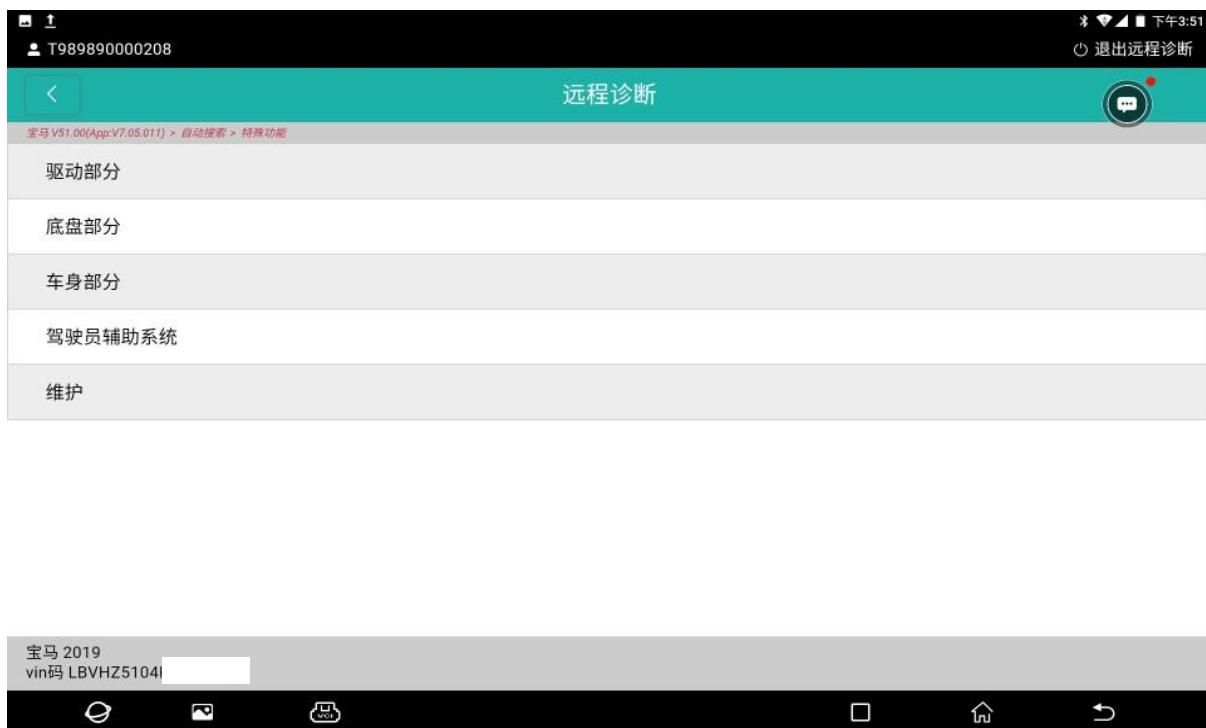 下午3:51
T989890000208
退出远程诊断
远程诊断
宝马 V51.00(App:V7.05.011) > 自动搜索 > 特殊功能
驱动部分
底盘部分
车身部分
驾驶员辅助系统
维护
宝马 2019
vin码 LBVHZ5104
VCI